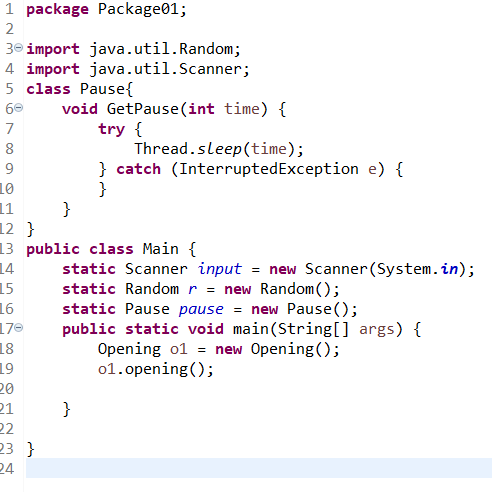 1 package Package01;
2
3 import java.util.Random;
4 import java.util.Scanner;
5 class Pause{
6     void GetPause(int time) {
7         try {
8             Thread.sleep(time);
9         } catch (InterruptedException e) {
10         }
11     }
12 }
13 public class Main {
14     static Scanner input = new Scanner(System.in);
15     static Random r = new Random();
16     static Pause pause = new Pause();
17     public static void main(String[] args) {
18         Opening o1 = new Opening();
19         o1.opening();
20
21     }
22
23 }
24